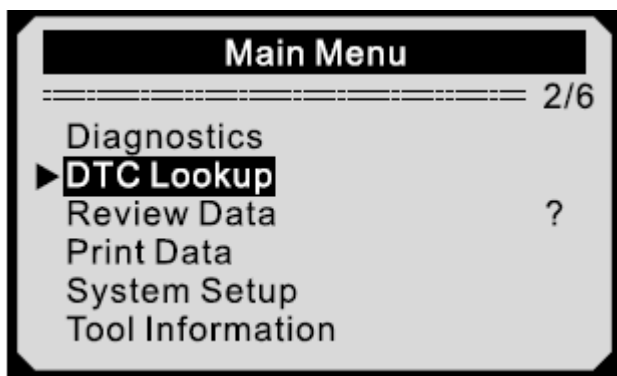 Main Menu
2/6
Diagnostics
DTC Lookup
Review Data ?
Print Data
System Setup
Tool Information